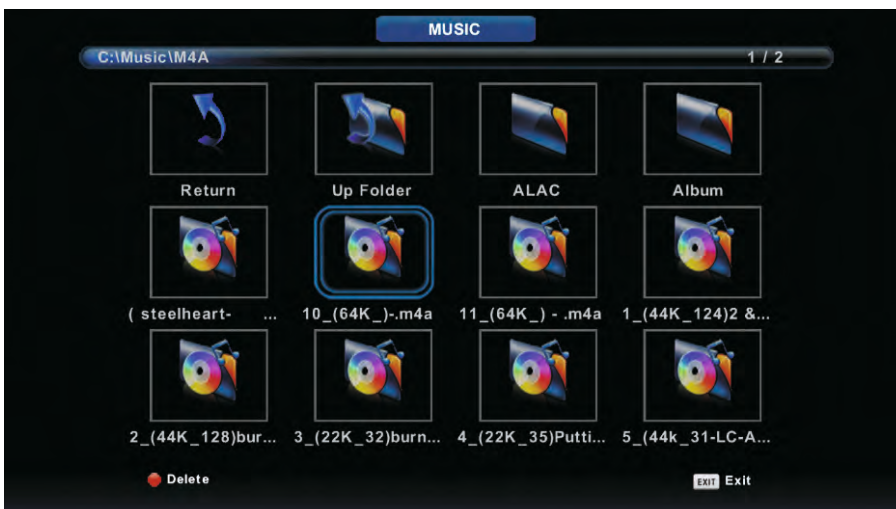 MUSIC
C:\Music\M4A 1 / 2
Return Up Folder ALAC Album
( steelheart- ... 10_(64K_)-.m4a 11_(64K_) - .m4a 1_(44K_124)2 &...
2_(44K_128)bur... 3_(22K_32)burn... 4_(22K_35)Putti... 5_(44k_31-LC-A...
Delete EXIT Exit